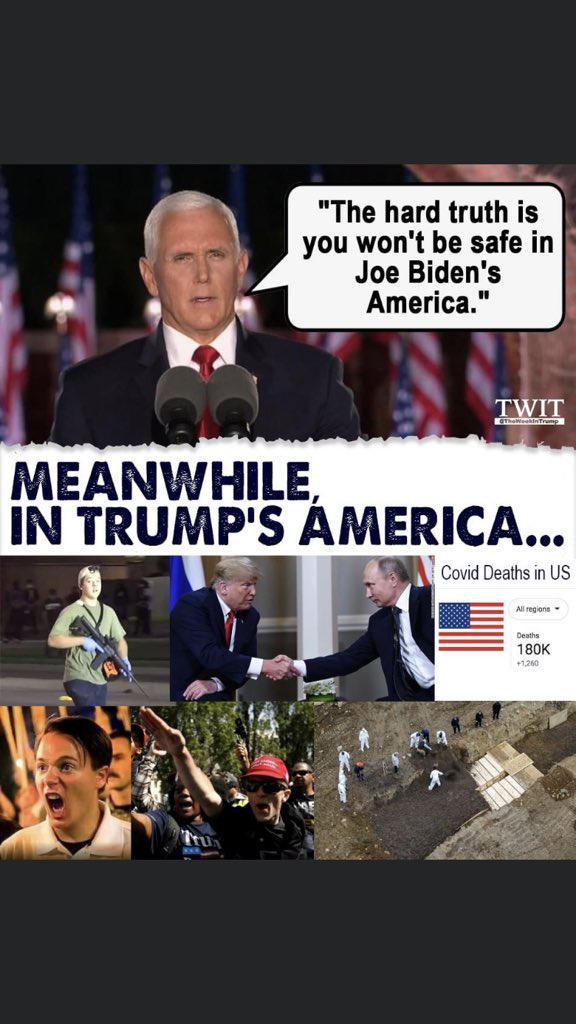 "The hard truth is
you won't be safe in
Joe Biden's
America."
TWIT
@TheWeekInTrump
MEANWHILE,
IN TRUMP'S AMERICA...
Covid Deaths in US
All regions
Deaths
180K
+1,260